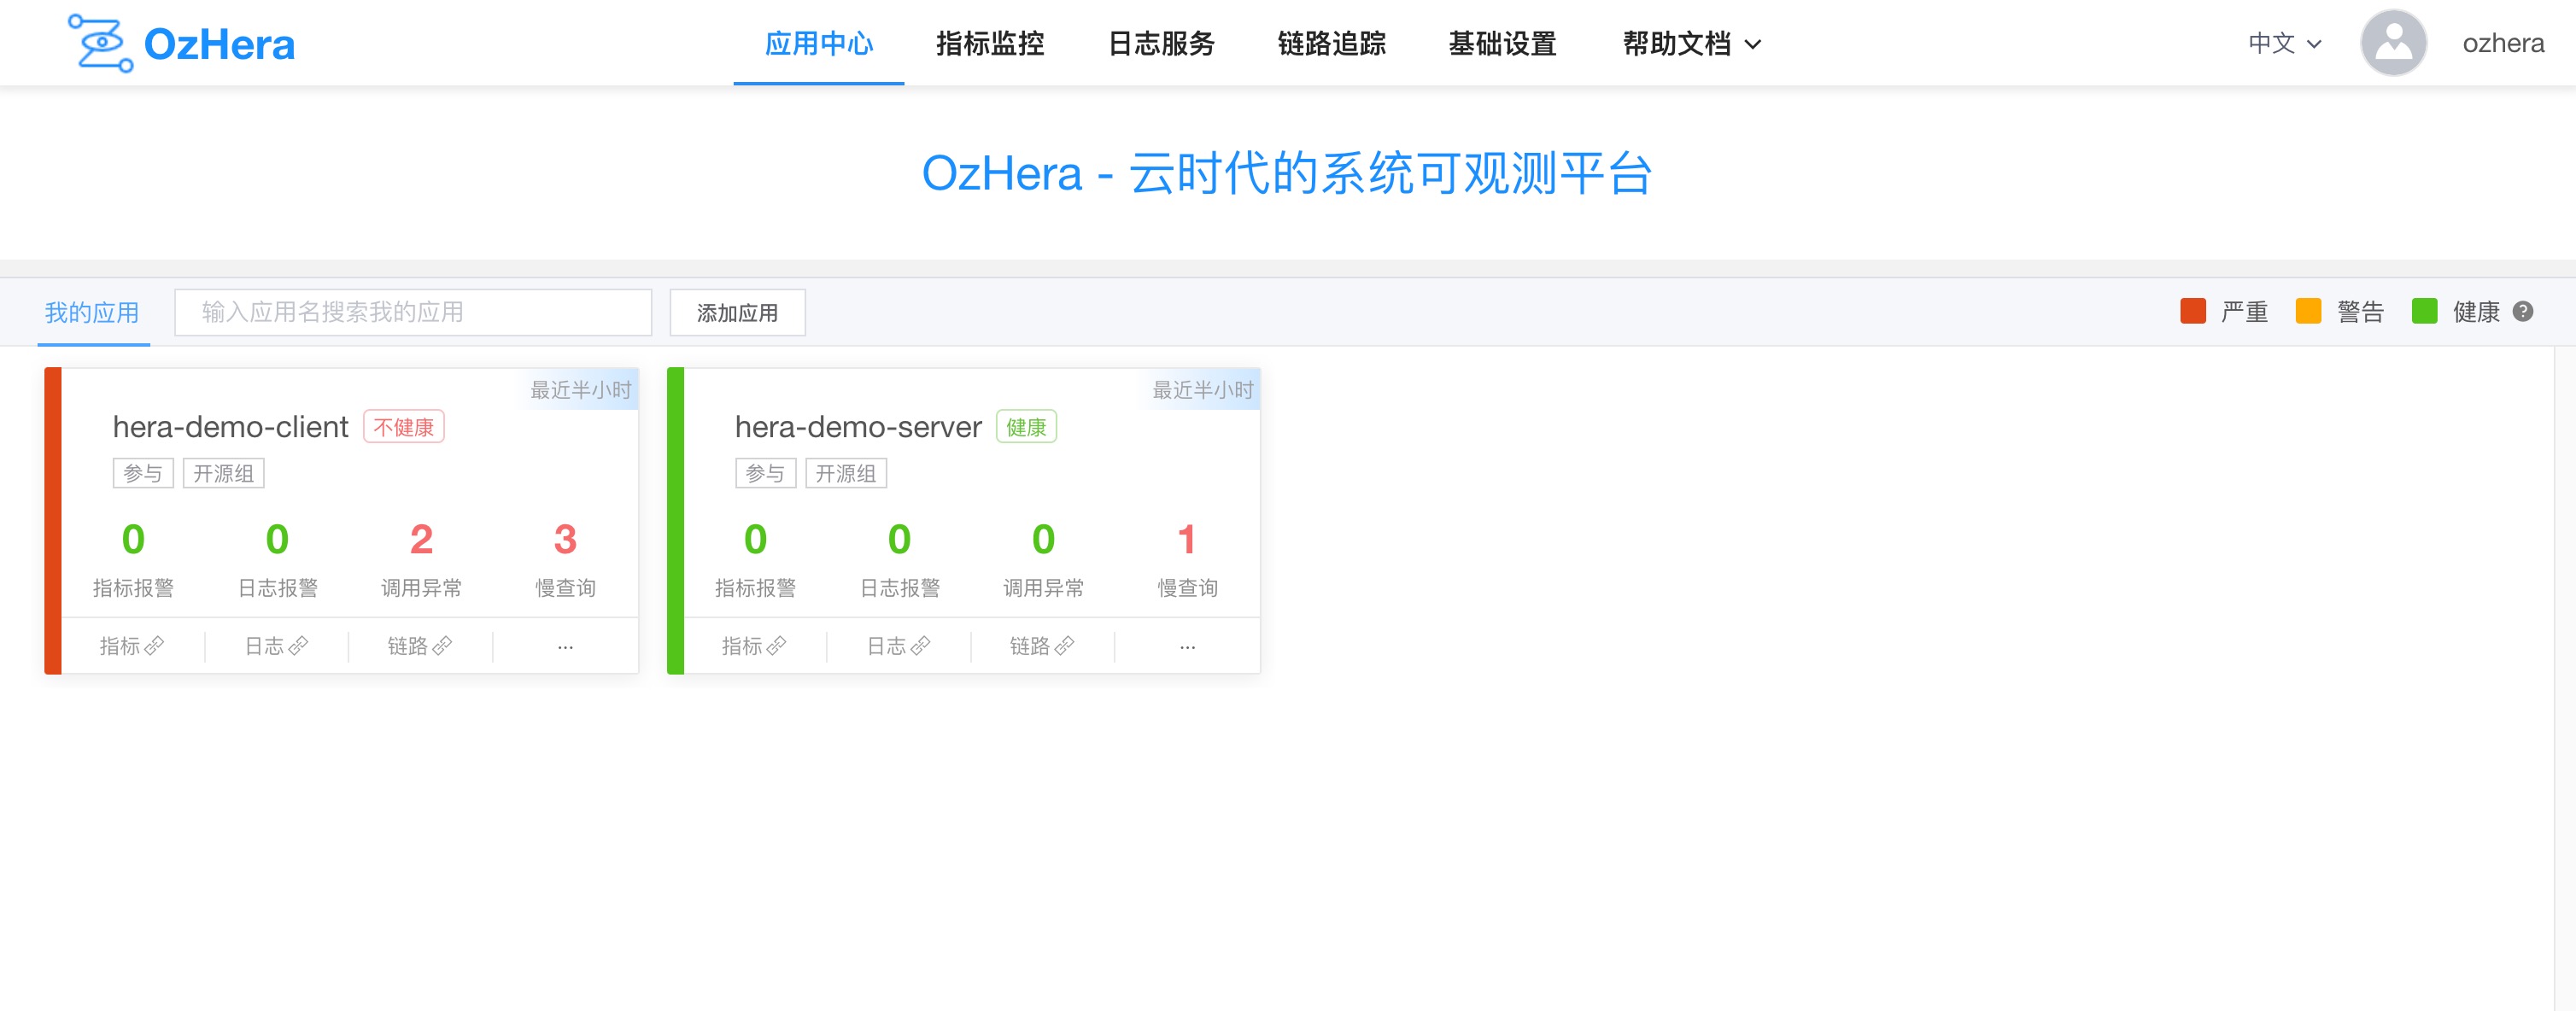 OzHera 应用中心 指标监控 日志服务 链路追踪 基础设置 帮助文档 中文 ozhera
OzHera - 云时代的系统可观测平台
我的应用 输入应用名搜索我的应用 添加应用 严重 警告 健康 ?
最近半小时
hera-demo-client 不健康
参与 开源组
0 0 2 3
指标报警 日志报警 调用异常 慢查询
指标 日志 链路 ...
最近半小时
hera-demo-server 健康
参与 开源组
0 0 0 1
指标报警 日志报警 调用异常 慢查询
指标 日志 链路 ...